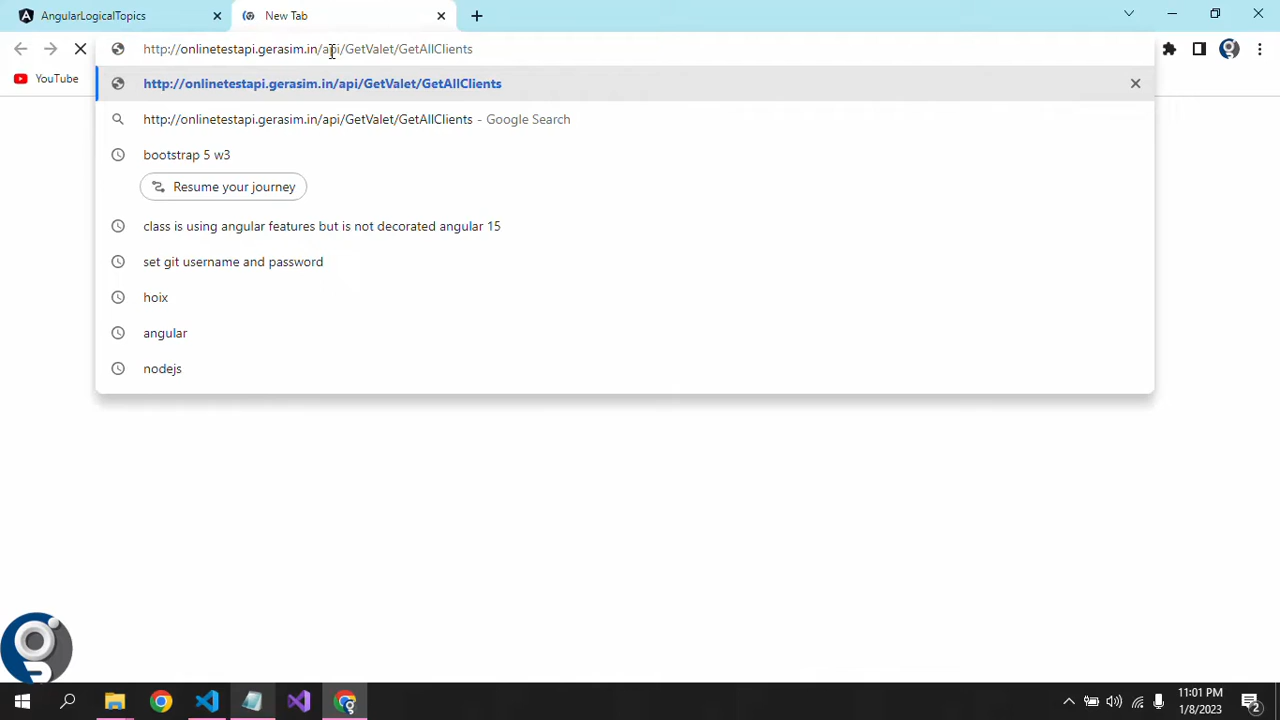 AngularLogicalTopics
New Tab
http://onlinetestapi.gerasim.in/api/GetValet/GetAllClients
YouTube
http://onlinetestapi.gerasim.in/api/GetValet/GetAllClients
http://onlinetestapi.gerasim.in/api/GetValet/GetAllClients - Google Search
bootstrap 5 w3
Resume your journey
class is using angular features but is not decorated angular 15
set git username and password
hoix
angular
nodejs
11:01 PM
1/8/2023
2